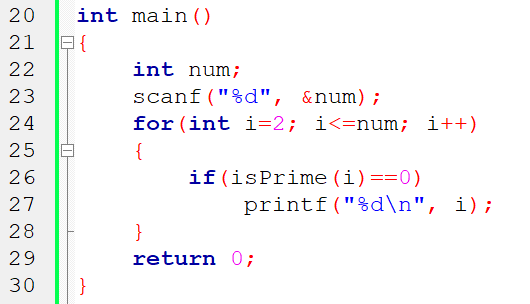 20 int main()
21 {
22     int num;
23     scanf("%d", &num);
24     for(int i=2; i<=num; i++)
25     {
26         if(isPrime(i)==0)
27             printf("%d\n", i);
28     }
29     return 0;
30 }